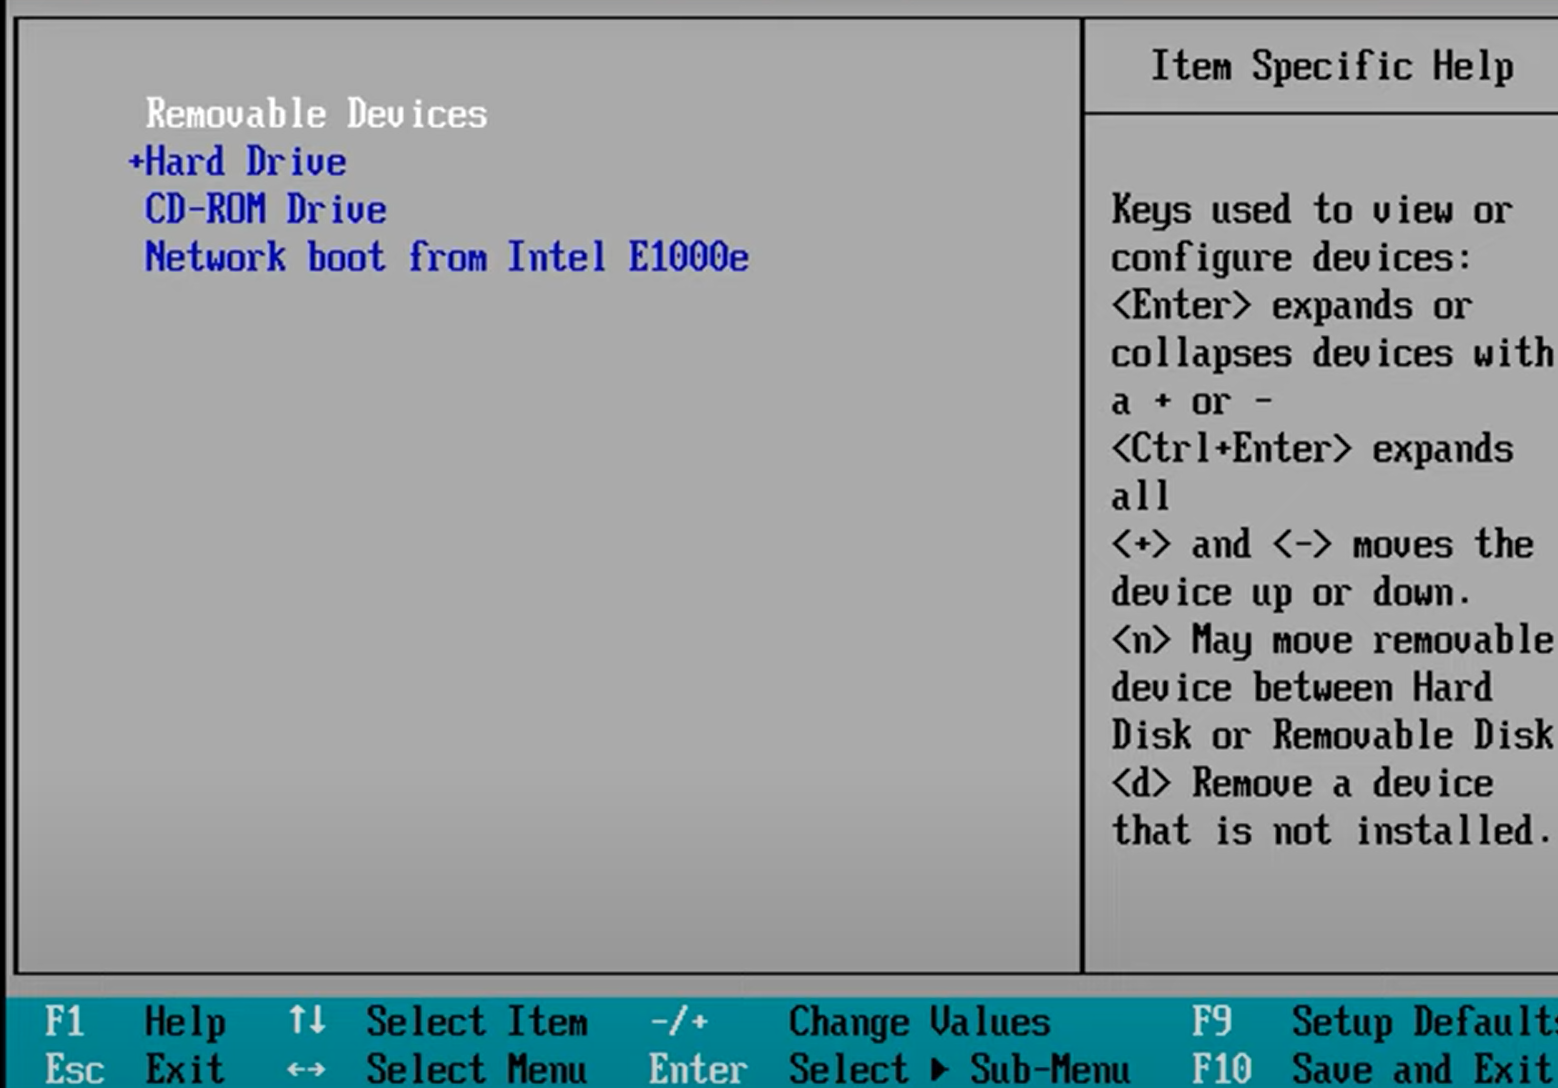 Item Specific Help
Removable Devices
+Hard Drive
CD-ROM Drive
Network boot from Intel E1000e
Keys used to view or
configure devices:
<Enter> expands or
collapses devices with
a + or -
<Ctrl+Enter> expands
all
<+> and <-> moves the
device up or down.
<n> May move removable
device between Hard
Disk or Removable Disk
<d> Remove a device
that is not installed.
F1 Help ↑↓ Select Item -/+ Change Values F9 Setup Defaults
Esc Exit ↔ Select Menu Enter Select ▶ Sub-Menu F10 Save and Exit